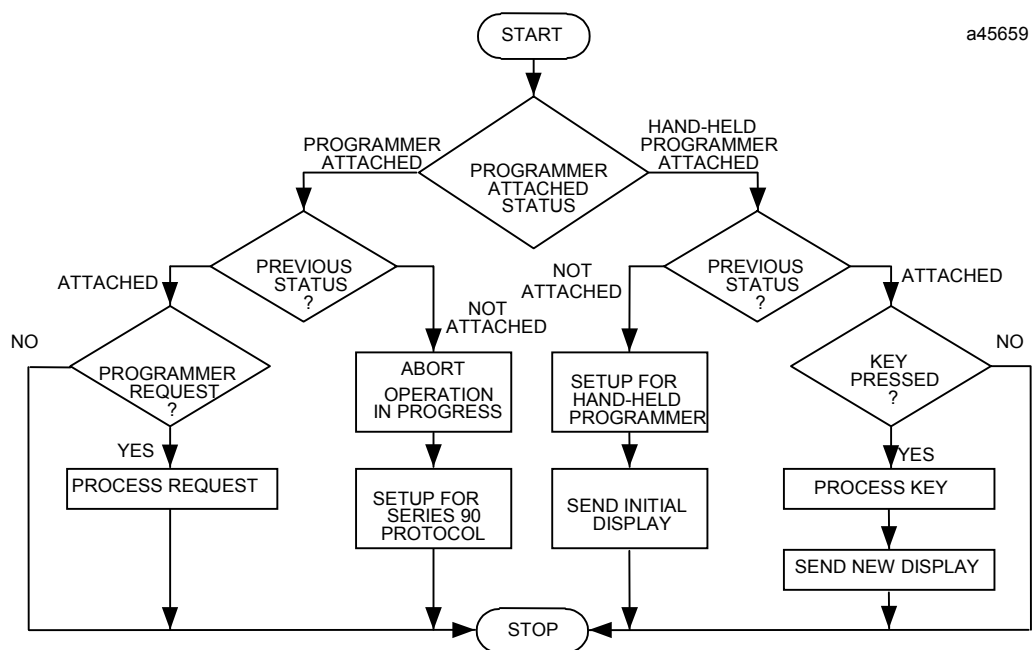 START
a45659
PROGRAMMER
ATTACHED
HAND-HELD
PROGRAMMER
ATTACHED
PROGRAMMER
ATTACHED
STATUS
PREVIOUS
STATUS
?
PREVIOUS
STATUS
?
ATTACHED
NOT
ATTACHED
NOT
ATTACHED
ATTACHED
NO
PROGRAMMER
REQUEST
?
YES
ABORT
OPERATION
IN PROGRESS
SETUP FOR
HAND-HELD
PROGRAMMER
KEY
PRESSED
?
NO
YES
PROCESS REQUEST
SETUP FOR
SERIES 90
PROTOCOL
SEND INITIAL
DISPLAY
PROCESS KEY
SEND NEW DISPLAY
STOP